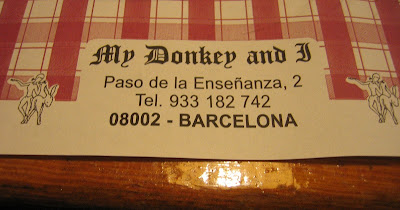 My Donkey and I
Paso de la Enseñanza, 2
Tel. 933 182 742
08002 - BARCELONA